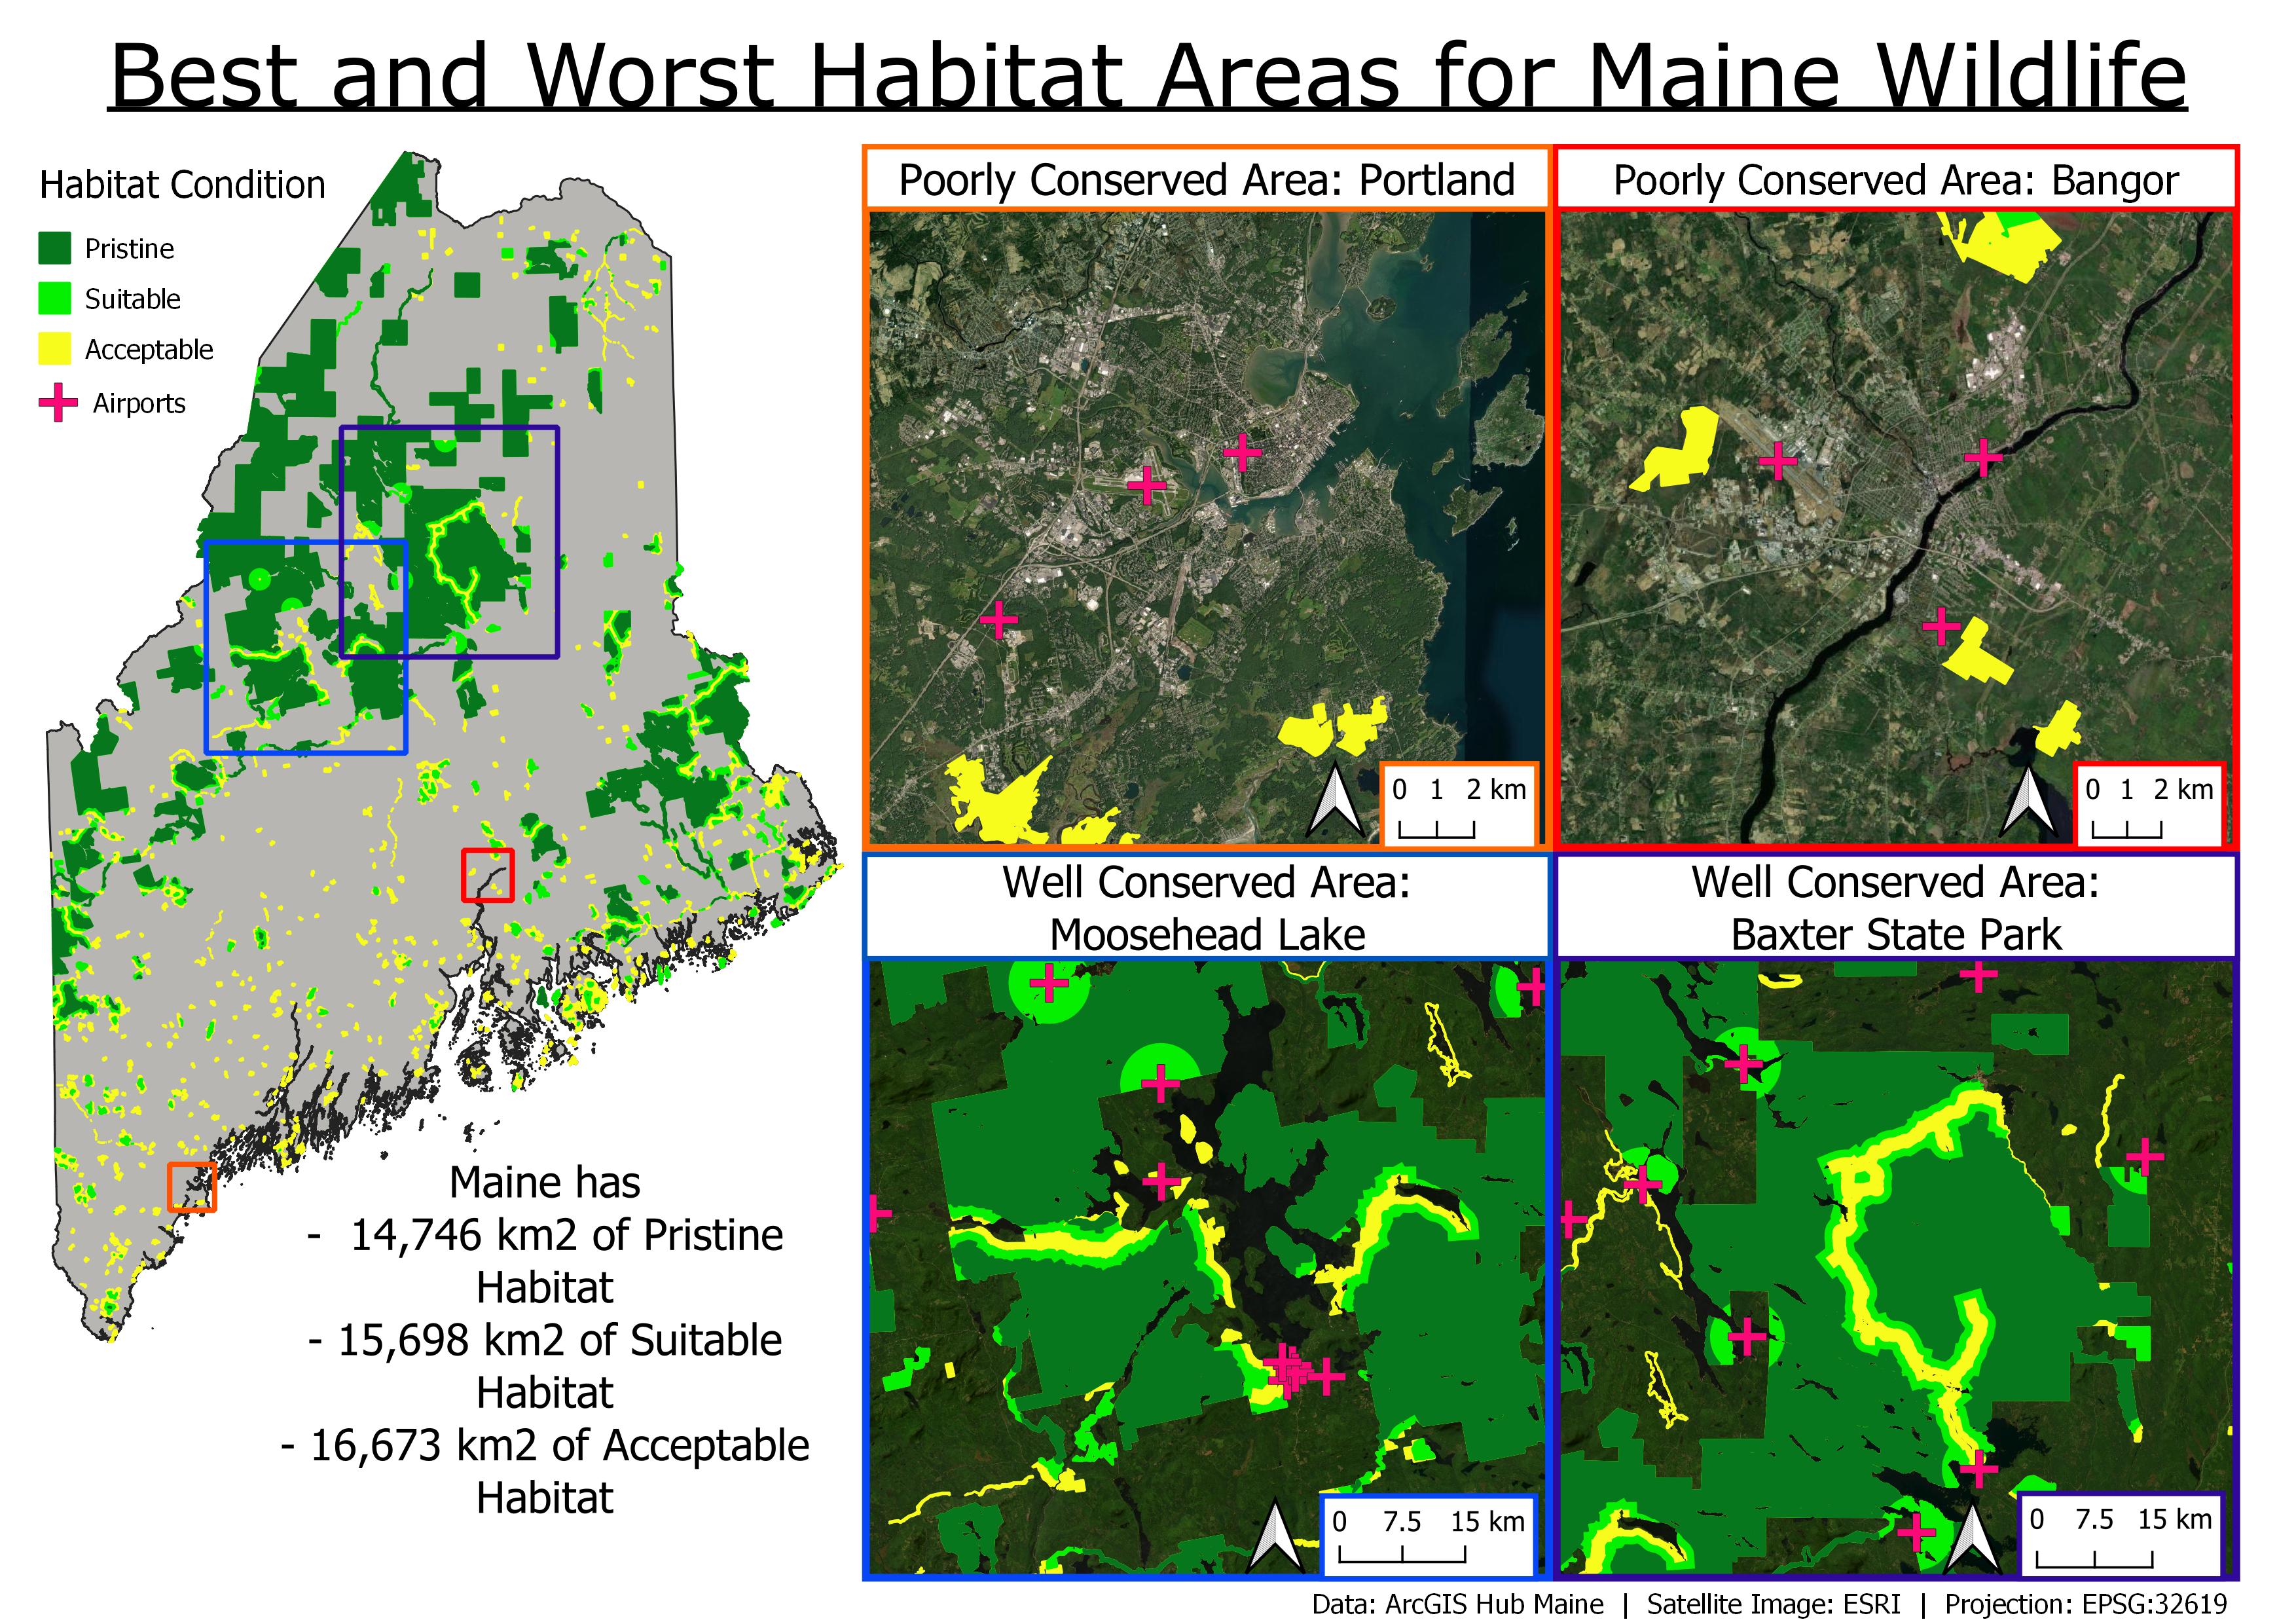 Best and Worst Habitat Areas for Maine Wildlife
Habitat Condition
Pristine
Suitable
Acceptable
Airports
Maine has
- 14,746 km2 of Pristine
Habitat
- 15,698 km2 of Suitable
Habitat
- 16,673 km2 of Acceptable
Habitat
Poorly Conserved Area: Portland
0 1 2 km
Poorly Conserved Area: Bangor
0 1 2 km
Well Conserved Area:
Moosehead Lake
0 7.5 15 km
Well Conserved Area:
Baxter State Park
0 7.5 15 km
Data: ArcGIS Hub Maine | Satellite Image: ESRI | Projection: EPSG:32619